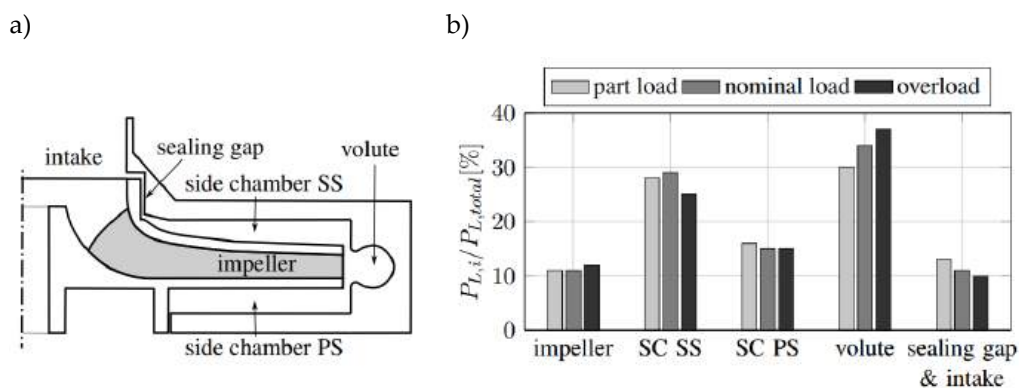 a)
intake
sealing gap
side chamber SS
volute
impeller
side chamber PS
b)
part load nominal load overload
P_{L,i}/P_{L,total}[%]
40
30
20
10
0
impeller SC SS SC PS volute sealing gap
& intake